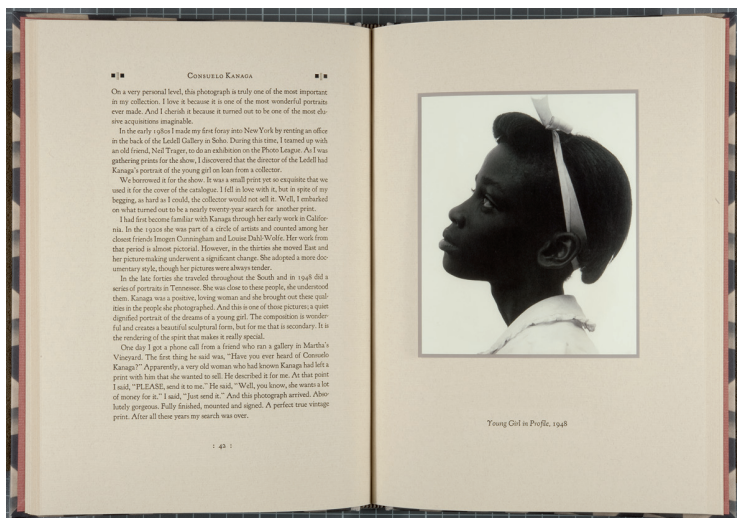 Consuelo Kanaga
On a very personal level, this photograph is truly one of the most important
in my collection. I love it because it is one of the most wonderful portraits
ever made. And I cherish it because it turned out to be one of the most elu-
sive acquisitions imaginable.
In the early 1980s I made my first foray into New York by renting an office
in the back of the Ledell Gallery in Soho. During this time, I teamed up with
an old friend, Neil Trager, to do an exhibition on the Photo League. As I was
gathering prints for the show, I discovered that the director of the Ledell had
Kanaga's portrait of the young girl on loan from a collector.
We borrowed it for the show. It was a small print yet so exquisite that we
used it for the cover of the catalogue. I fell in love with it, but in spite of my
begging, as hard as I could, the collector would not sell it. Well, I embarked
on what turned out to be a nearly twenty-year search for another print.
I had first become familiar with Kanaga through her early work in Califor-
nia. In the 1920s she was part of a circle of artists and counted among her
closest friends Imogen Cunningham and Louise Dahl-Wolfe. Her work from
that period is almost pictorial. However, in the thirties she moved East and
her picture-making underwent a significant change. She adopted a more doc-
umentary style, though her pictures were always tender.
In the late forties she traveled throughout the South and in 1948 did a
series of portraits in Tennessee. She was close to these people, she understood
them. Kanaga was a positive, loving woman and she brought out these qual-
ities in the people she photographed. And this is one of those pictures; a quiet
dignified portrait of the dreams of a young girl. The composition is wonder-
ful and creates a beautiful sculptural form, but for me that is secondary. It is
the rendering of the spirit that makes it really special.
One day I got a phone call from a friend who ran a gallery in Martha's
Vineyard. The first thing he said was, "Have you ever heard of Consuelo
Kanaga?" Apparently, a very old woman who had known Kanaga had left a
print with him that she wanted to sell. He described it for me. At that point
I said, "PLEASE, send it to me." He said, "Well, you know, she wants a lot
of money for it." I said, "Just send it." And this photograph arrived. Abso-
lutely gorgeous. Fully finished, mounted and signed. A perfect true vintage
print. After all these years my search was over.
: 42 :
Young Girl in Profile, 1948